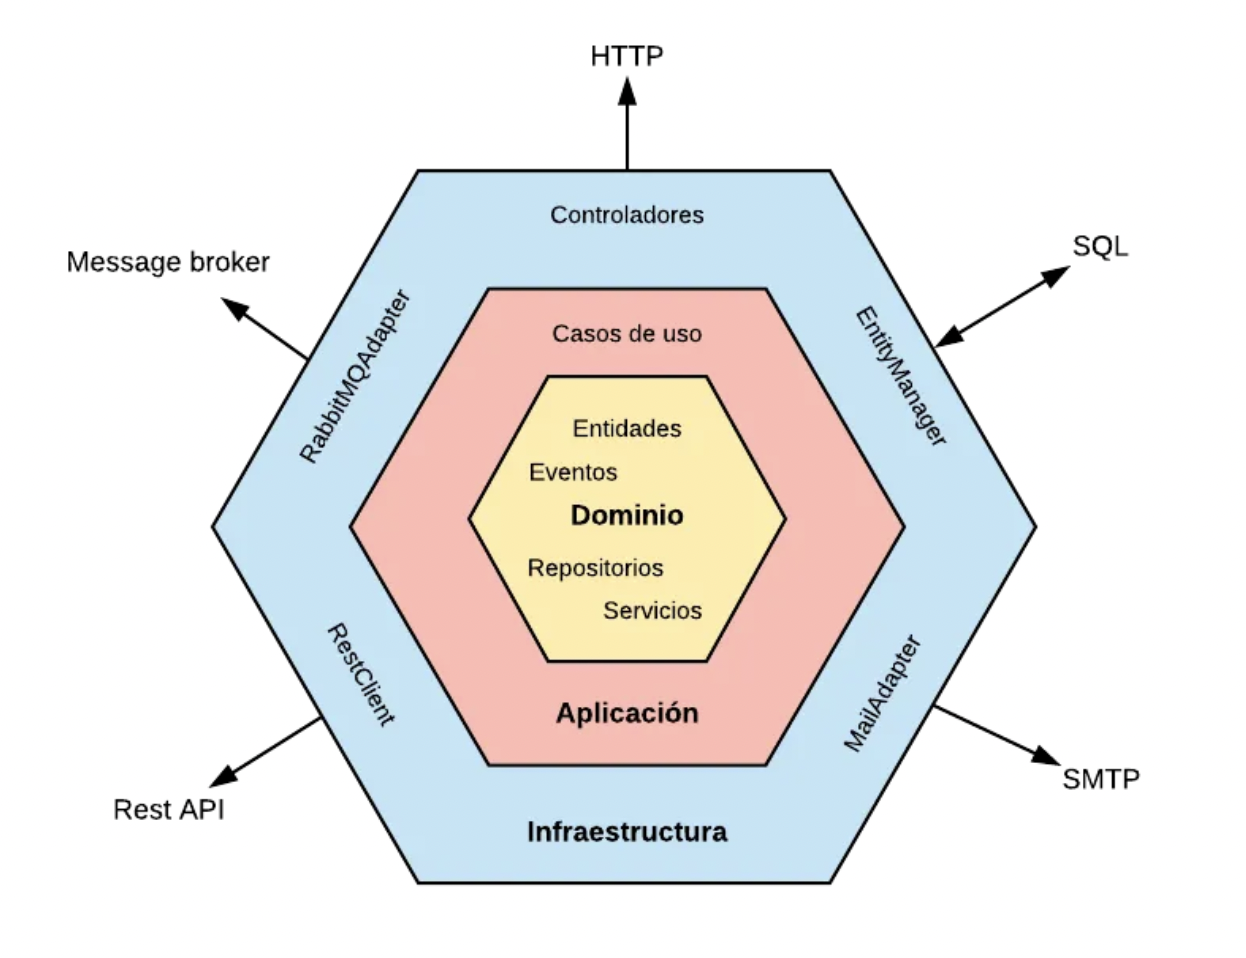 HTTP
Controladores
Message broker
SQL
RabbitMQAdapter
EntityManager
Casos de uso
Entidades
Eventos
Dominio
Repositorios
Servicios
RestClient
MailAdapter
Aplicación
Rest API
SMTP
Infraestructura